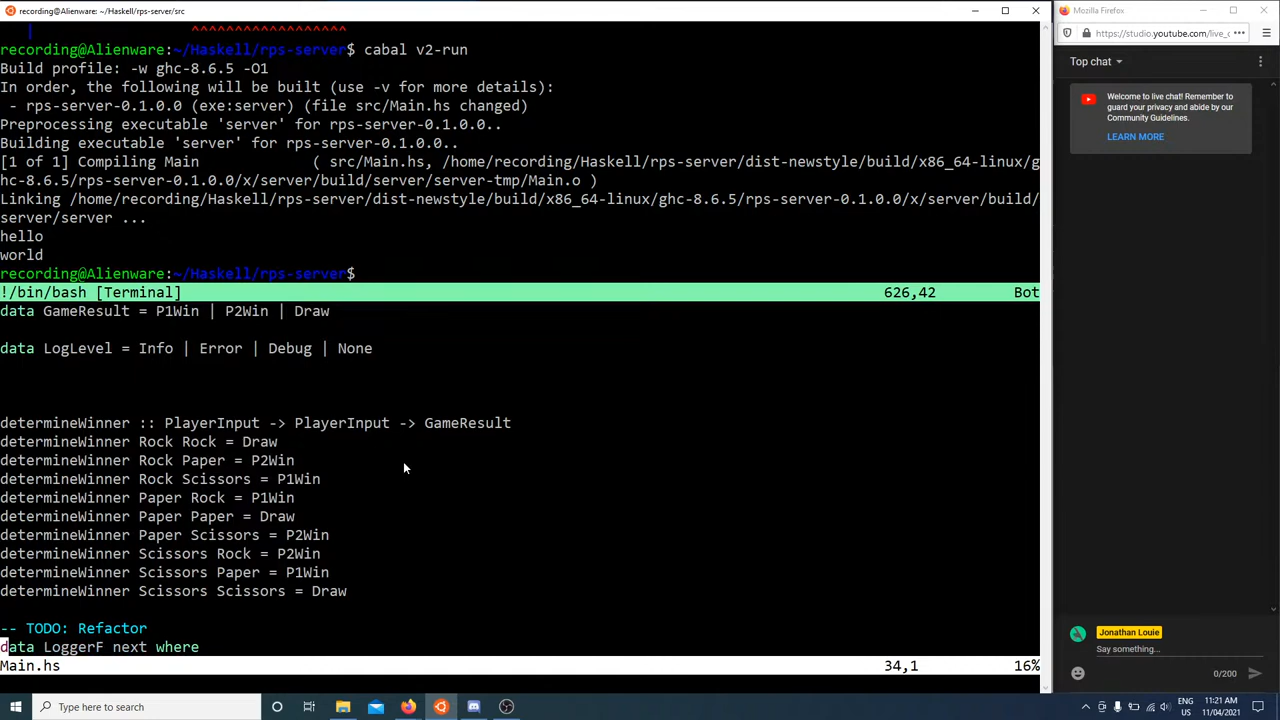 recording@Alienware: ~/Haskell/rps-server/src
^^^^^^^^^^^^^^^^^^
recording@Alienware:~/Haskell/rps-server$ cabal v2-run
Build profile: -w ghc-8.6.5 -O1
In order, the following will be built (use -v for more details):
- rps-server-0.1.0.0 (exe:server) (file src/Main.hs changed)
Preprocessing executable 'server' for rps-server-0.1.0.0..
Building executable 'server' for rps-server-0.1.0.0..
[1 of 1] Compiling Main ( src/Main.hs, /home/recording/Haskell/rps-server/dist-newstyle/build/x86_64-linux/g
hc-8.6.5/rps-server-0.1.0.0/x/server/build/server/server-tmp/Main.o )
Linking /home/recording/Haskell/rps-server/dist-newstyle/build/x86_64-linux/ghc-8.6.5/rps-server-0.1.0.0/x/server/build/
server/server ...
hello
world
recording@Alienware:~/Haskell/rps-server$
!/bin/bash [Terminal] 626,42 Bot
data GameResult = P1Win | P2Win | Draw
data LogLevel = Info | Error | Debug | None
determineWinner :: PlayerInput -> PlayerInput -> GameResult
determineWinner Rock Rock = Draw
determineWinner Rock Paper = P2Win
determineWinner Rock Scissors = P1Win
determineWinner Paper Rock = P1Win
determineWinner Paper Paper = Draw
determineWinner Paper Scissors = P2Win
determineWinner Scissors Rock = P2Win
determineWinner Scissors Paper = P1Win
determineWinner Scissors Scissors = Draw
-- TODO: Refactor
data LoggerF next where
Main.hs 34,1 16%
Type here to search
Mozilla Firefox
https://studio.youtube.com/live_c
Top chat
Welcome to live chat! Remember to
guard your privacy and abide by our
Community Guidelines.
LEARN MORE
Jonathan Louie
Say something...
0/200
ENG
US
11:21 AM
11/04/2021